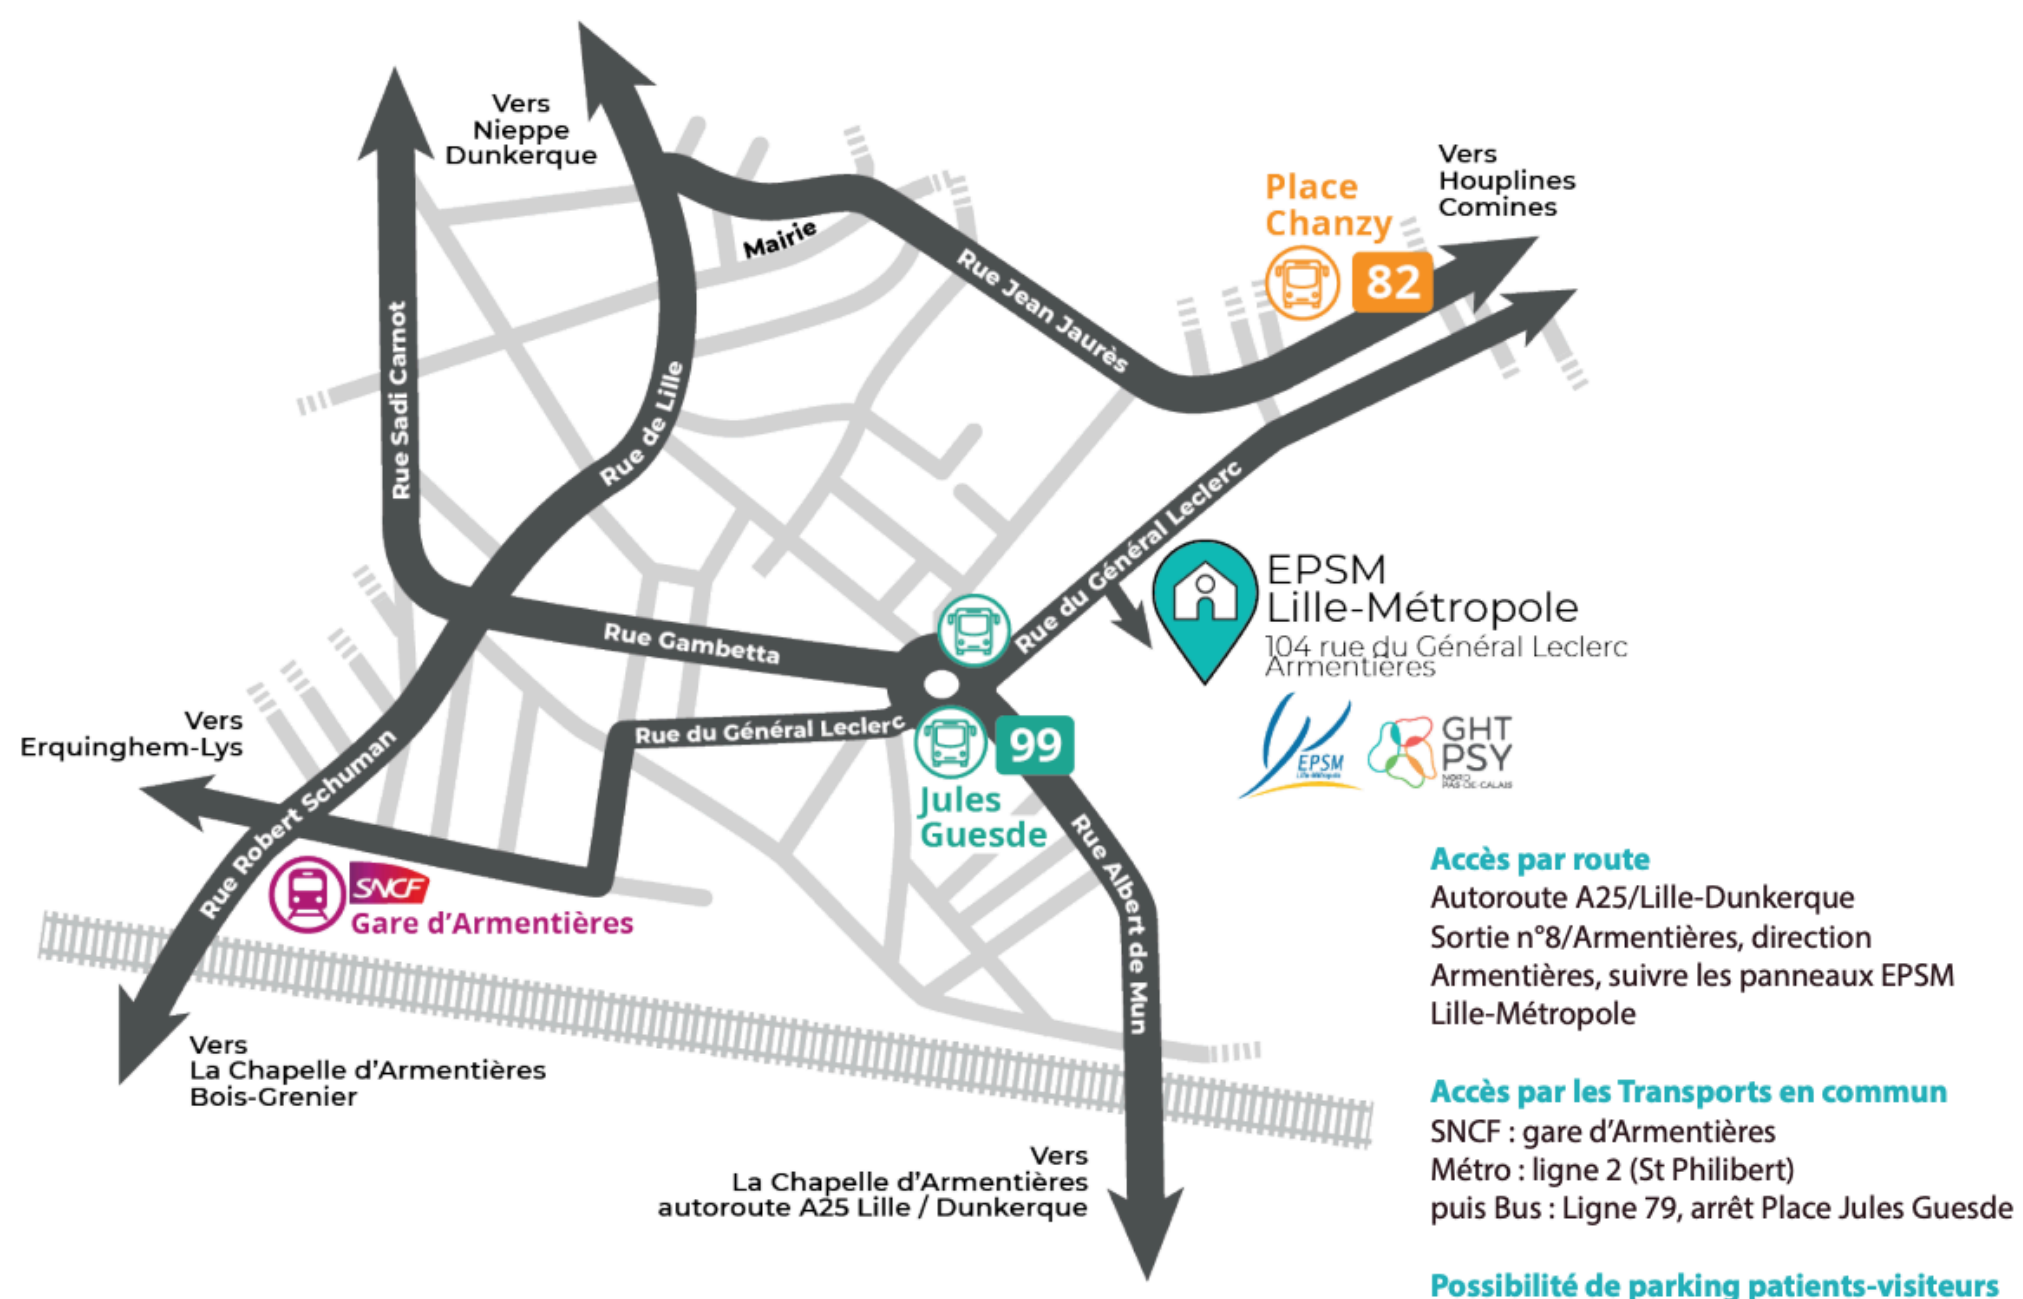 Vers
Nieppe
Dunkerque
Vers
Houplines
Comines
Place
Chanzy
82
Mairie
Rue Jean Jaurès
Rue Sadi Carnot
Rue de Lille
Rue du Général Leclerc
EPSM
Lille-Métropole
104 rue du Général Leclerc
Armentières
Rue Gambetta
Rue du Général Leclerc
99
Jules
Guesde
EPSM
Lille-Métropole
GHT
PSY
NORD
PAS-DE-CALAIS
Vers
Erquinghem-Lys
Rue Robert Schuman
SNCF
Gare d'Armentières
Rue Albert de Mun
Vers
La Chapelle d'Armentières
Bois-Grenier
Vers
La Chapelle d'Armentières
autoroute A25 Lille / Dunkerque
Accès par route
Autoroute A25/Lille-Dunkerque
Sortie n°8/Armentières, direction
Armentières, suivre les panneaux EPSM
Lille-Métropole
Accès par les Transports en commun
SNCF : gare d'Armentières
Métro : ligne 2 (St Philibert)
puis Bus : Ligne 79, arrêt Place Jules Guesde
Possibilité de parking patients-visiteurs